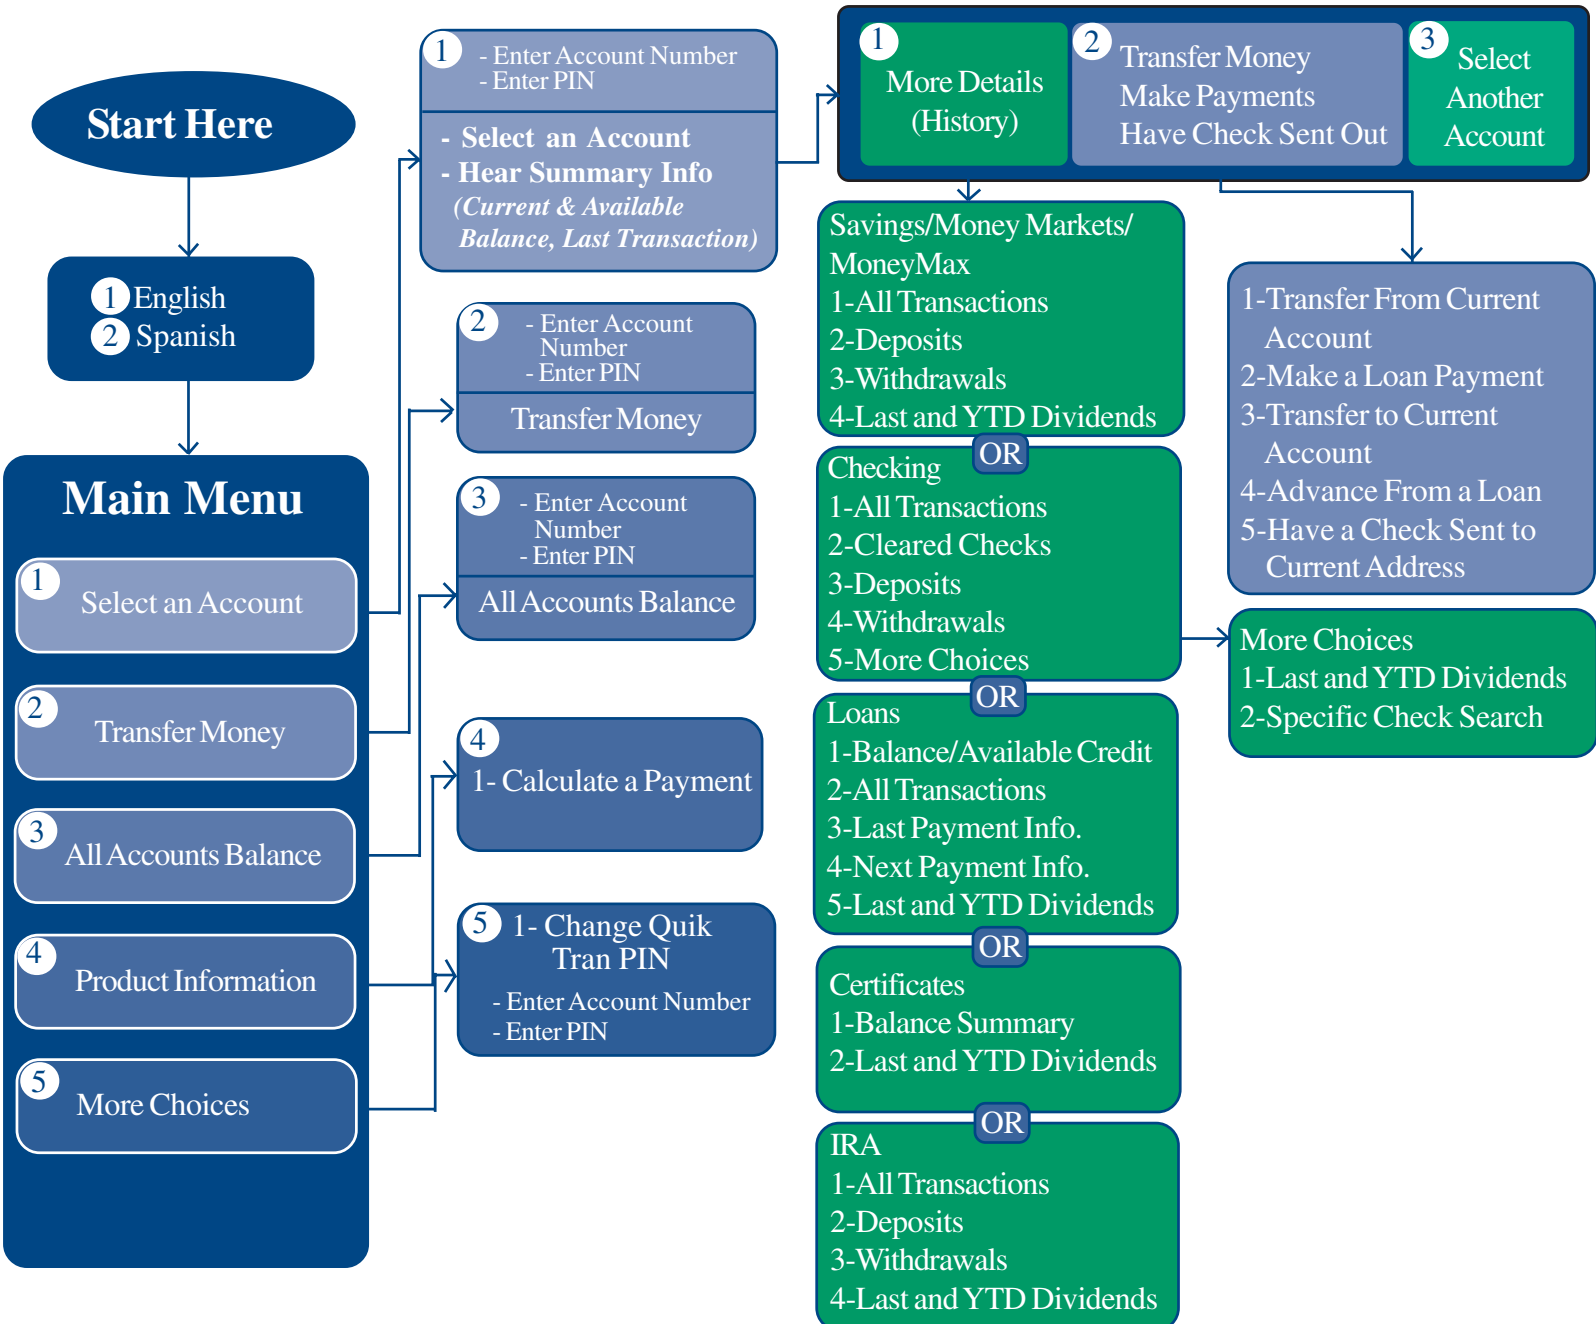 Start Here
1 English
2 Spanish
Main Menu
1
Select an Account
2
Transfer Money
3
All Accounts Balance
4
Product Information
5
More Choices
1
- Enter Account Number
- Enter PIN
- Select an Account
- Hear Summary Info
(Current & Available
Balance, Last Transaction)
2
- Enter Account
Number
- Enter PIN
Transfer Money
3
- Enter Account
Number
- Enter PIN
All Accounts Balance
4
1- Calculate a Payment
5
1- Change Quik
Tran PIN
- Enter Account Number
- Enter PIN
1
More Details
(History)
2
Transfer Money
Make Payments
Have Check Sent Out
3
Select
Another
Account
Savings/Money Markets/
MoneyMax
1-All Transactions
2-Deposits
3-Withdrawals
4-Last and YTD Dividends
OR
Checking
1-All Transactions
2-Cleared Checks
3-Deposits
4-Withdrawals
5-More Choices
OR
Loans
1-Balance/Available Credit
2-All Transactions
3-Last Payment Info.
4-Next Payment Info.
5-Last and YTD Dividends
OR
Certificates
1-Balance Summary
2-Last and YTD Dividends
OR
IRA
1-All Transactions
2-Deposits
3-Withdrawals
4-Last and YTD Dividends
1-Transfer From Current
Account
2-Make a Loan Payment
3-Transfer to Current
Account
4-Advance From a Loan
5-Have a Check Sent to
Current Address
More Choices
1-Last and YTD Dividends
2-Specific Check Search